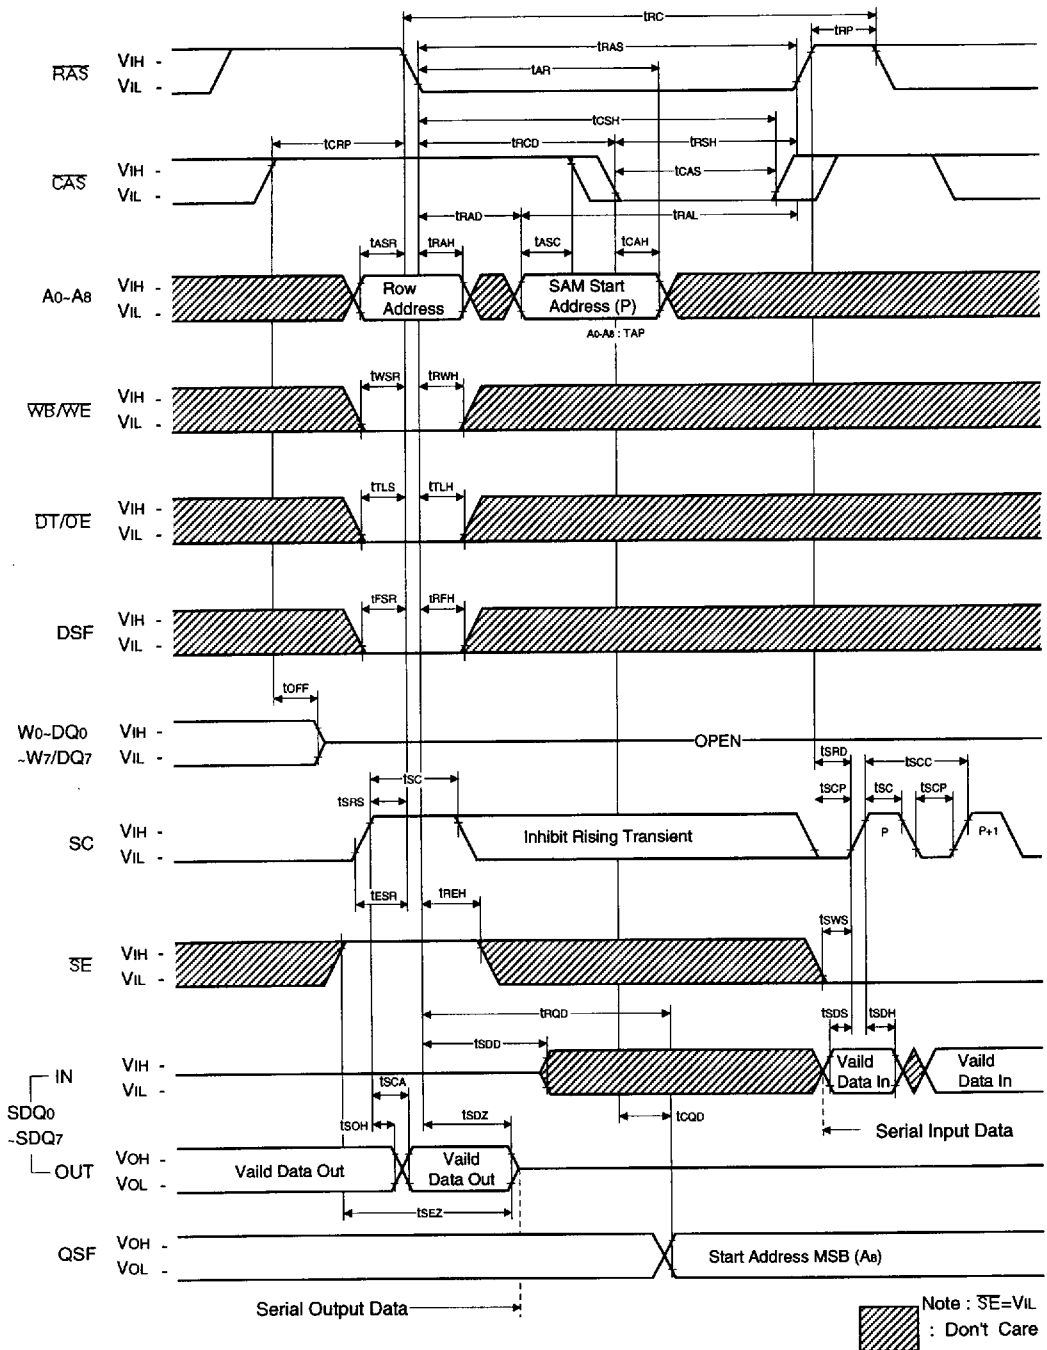 tRC
tRP
RAS
VIH -
VIL -
tRAS
tAR
tCSH
tCRP
tRCD
tRSH
CAS
VIH -
VIL -
tCAS
tRAD
tRAL
tASR
tRAH
tASC
tCAH
A0~A8
VIH -
VIL -
Row
Address
SAM Start
Address (P)
A0-A8 : TAP
tWSR
tRWH
WB/WE
VIH -
VIL -
tTLS
tTLH
DT/OE
VIH -
VIL -
tFSR
tRFH
DSF
VIH -
VIL -
tOFF
W0~DQ0
~W7/DQ7
VIH -
VIL -
OPEN
tSRD
tSCC
tSC
tSRS
tSCP
tSC
tSCP
SC
VIH -
VIL -
Inhibit Rising Transient
P
P+1
tESR
tREH
tSWS
SE
VIH -
VIL -
tRQD
tSDS
tSDH
tSDD
IN
VIH -
VIL -
Vaild
Data In
Vaild
Data In
SDQ0
~SDQ7
tSCA
tSOH
tSDZ
tCQD
Serial Input Data
OUT
VOH -
VOL -
Vaild Data Out
Vaild
Data Out
tSEZ
QSF
VOH -
VOL -
Start Address MSB (A8)
Serial Output Data
Note : SE=VIL
: Don't Care